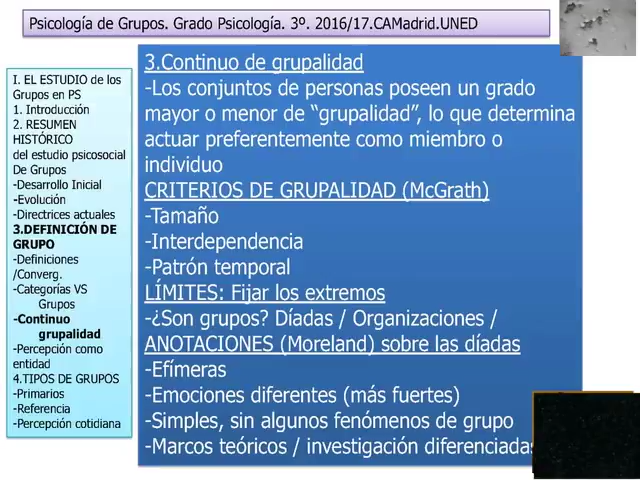 Psicología de Grupos. Grado Psicología. 3º. 2016/17.CAMadrid.UNED
I. EL ESTUDIO de los
Grupos en PS
1. Introducción
2. RESUMEN
HISTÓRICO
del estudio psicosocial
De Grupos
-Desarrollo Inicial
-Evolución
-Directrices actuales
3.DEFINICIÓN DE
GRUPO
-Definiciones
/Converg.
-Categorías VS
Grupos
-Continuo
grupalidad
-Percepción como
entidad
4.TIPOS DE GRUPOS
-Primarios
-Referencia
-Percepción cotidiana
3.Continuo de grupalidad
-Los conjuntos de personas poseen un grado
mayor o menor de “grupalidad”, lo que determina
actuar preferentemente como miembro o
individuo
CRITERIOS DE GRUPALIDAD (McGrath)
-Tamaño
-Interdependencia
-Patrón temporal
LÍMITES: Fijar los extremos
-¿Son grupos? Díadas / Organizaciones /
ANOTACIONES (Moreland) sobre las díadas
-Efímeras
-Emociones diferentes (más fuertes)
-Simples, sin algunos fenómenos de grupo
-Marcos teóricos / investigación diferenciadas